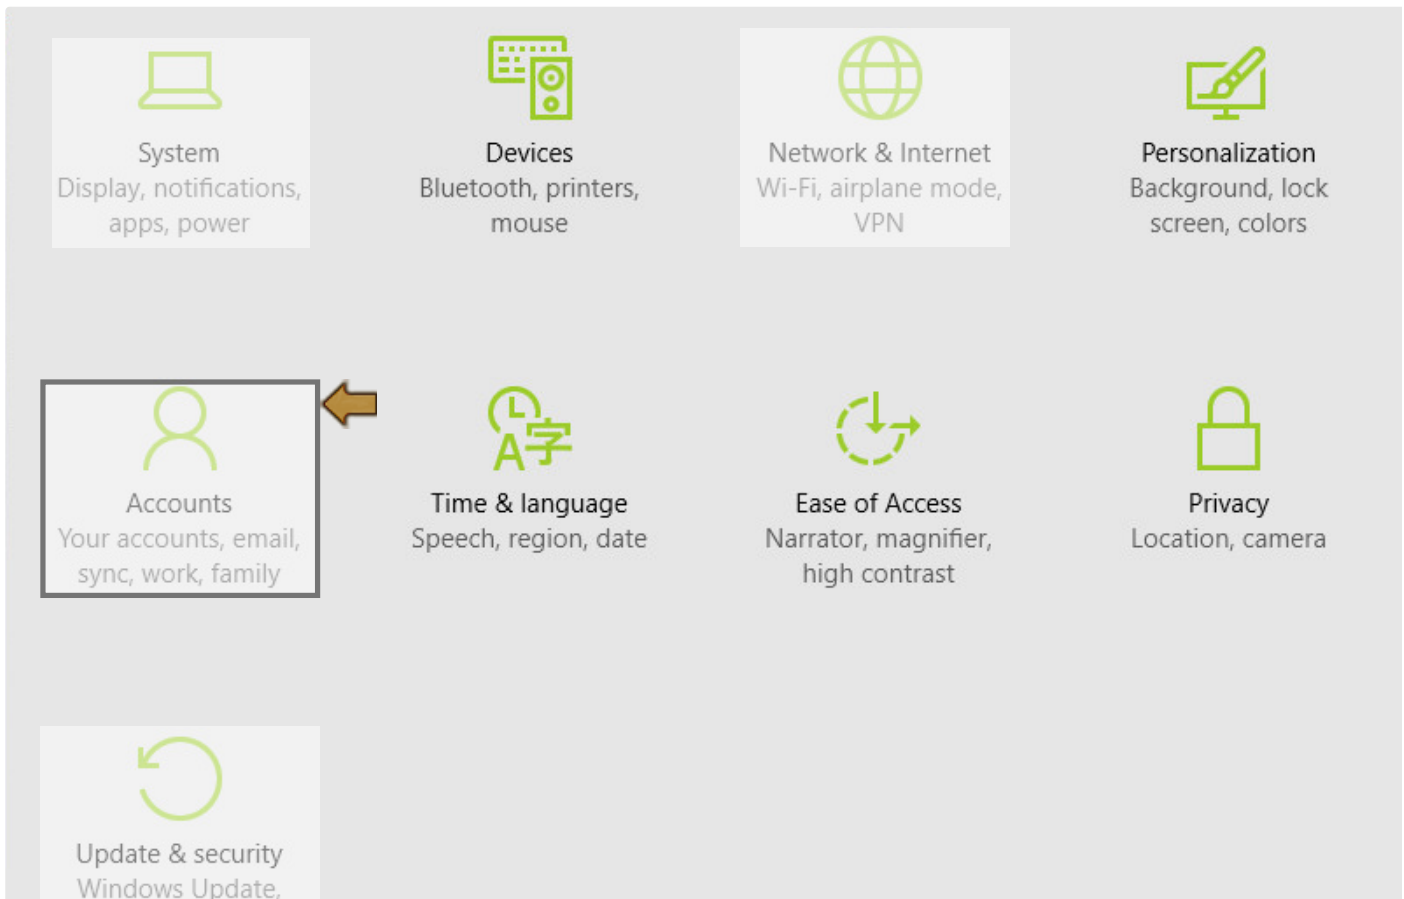 System
Display, notifications,
apps, power
Devices
Bluetooth, printers,
mouse
Network & Internet
Wi-Fi, airplane mode,
VPN
Personalization
Background, lock
screen, colors
Accounts
Your accounts, email,
sync, work, family
A字
Time & language
Speech, region, date
Ease of Access
Narrator, magnifier,
high contrast
Privacy
Location, camera
Update & security
Windows Update,